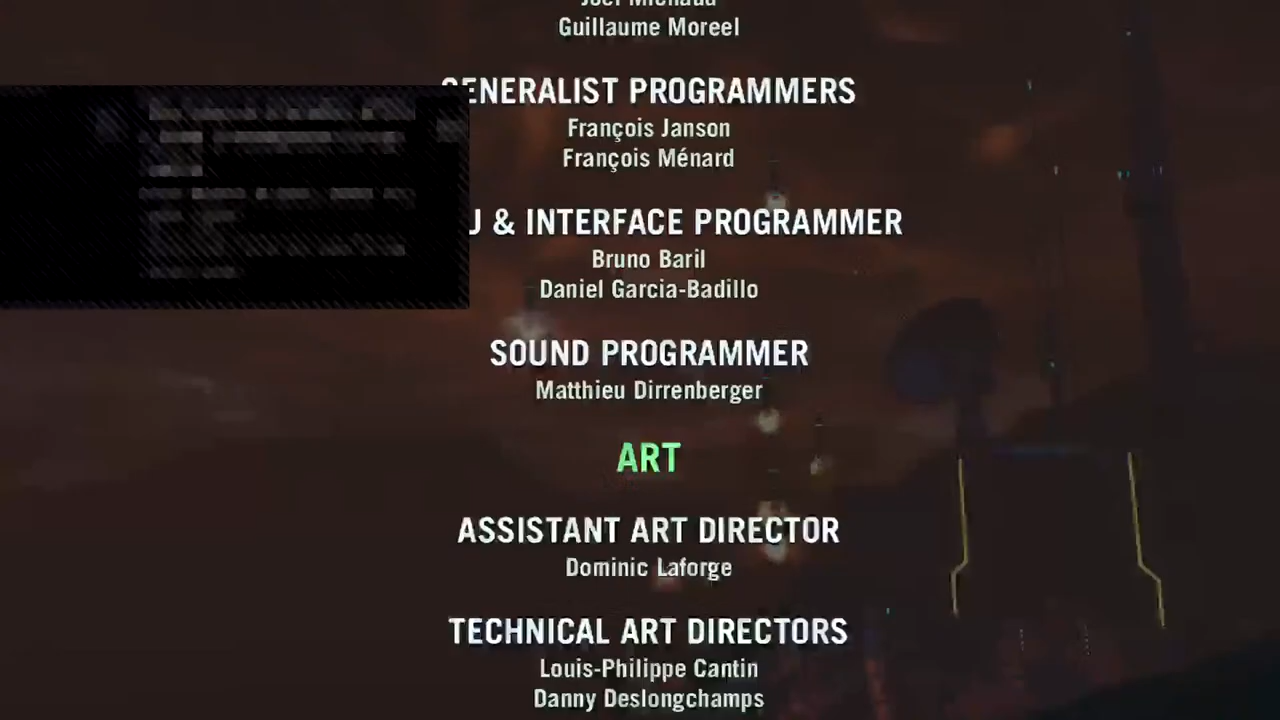 Guillaume Moreel
GENERALIST PROGRAMMERS
François Janson
François Ménard
& INTERFACE PROGRAMMER
Bruno Baril
Daniel Garcia-Badillo
SOUND PROGRAMMER
Matthieu Dirrenberger
ART
ASSISTANT ART DIRECTOR
Dominic Laforge
TECHNICAL ART DIRECTORS
Louis-Philippe Cantin
Danny Deslongchamps